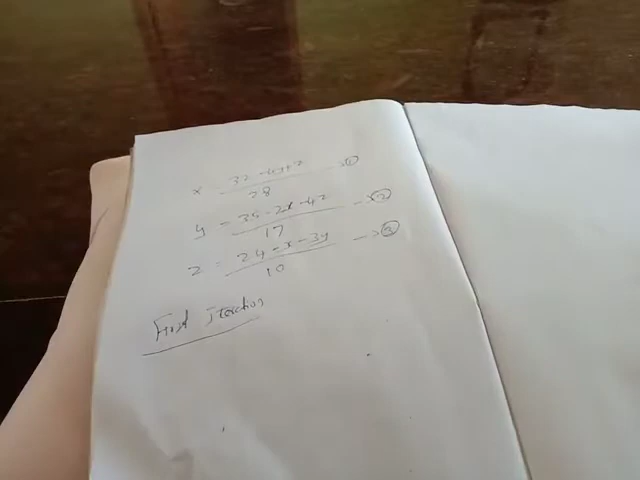 x = 32-4y+z / 28 → ①
y = 35-2x-4z / 17 → ②
z = 24-x-3y / 10 → ③
First iteration